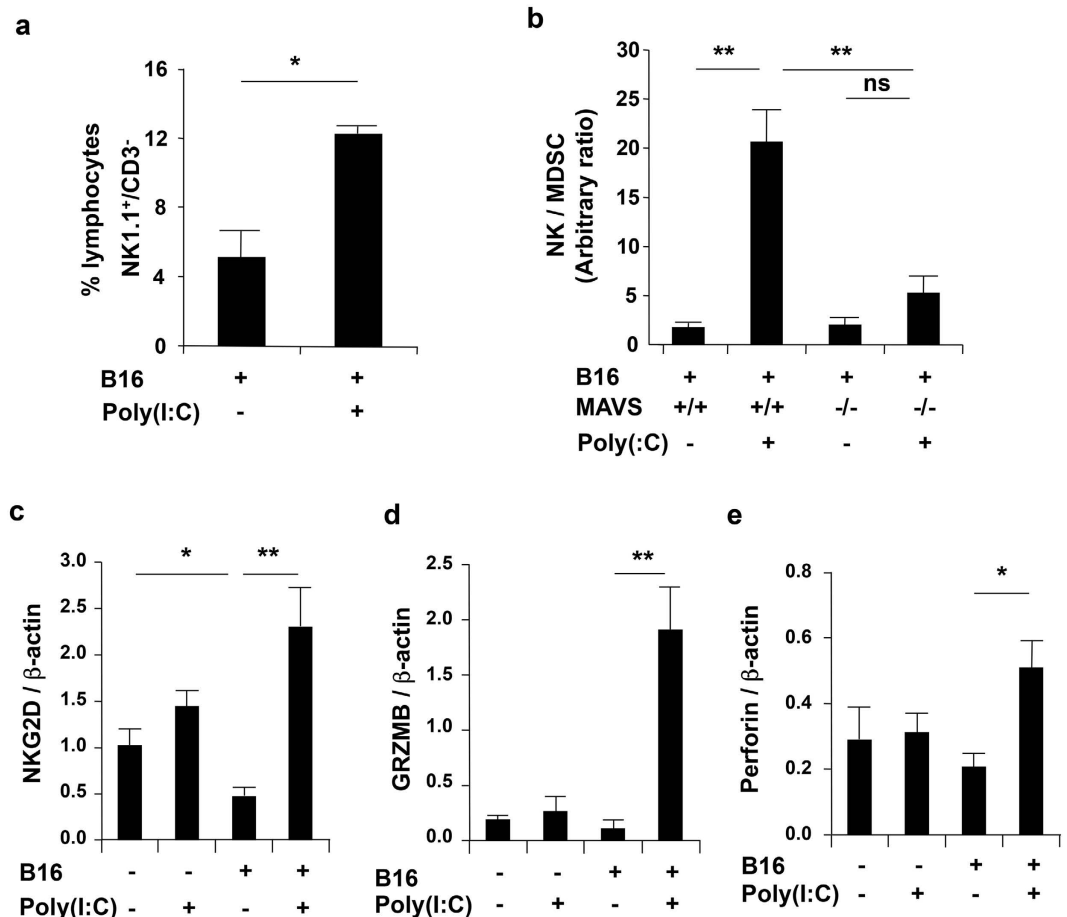 a
*
% lymphocytes
NK1.1+/CD3-
16
12
8
4
0
B16 + +
Poly(I:C) - +
b
** **
ns
NK / MDSC
(Arbitrary ratio)
30
25
20
15
10
5
0
B16 + + + +
MAVS +/+ +/+ -/- -/-
Poly(:C) - + - +
c
* **
NKG2D / β-actin
3.0
2.5
2.0
1.5
1.0
0.5
0.0
B16 - - + +
Poly(I:C) - + - +
d
**
GRZMB / β-actin
2.5
2.0
1.5
1.0
0.5
0.0
B16 - - + +
Poly(I:C) - + - +
e
*
Perforin / β-actin
0.8
0.6
0.4
0.2
0.0
B16 - - + +
Poly(I:C) - + - +